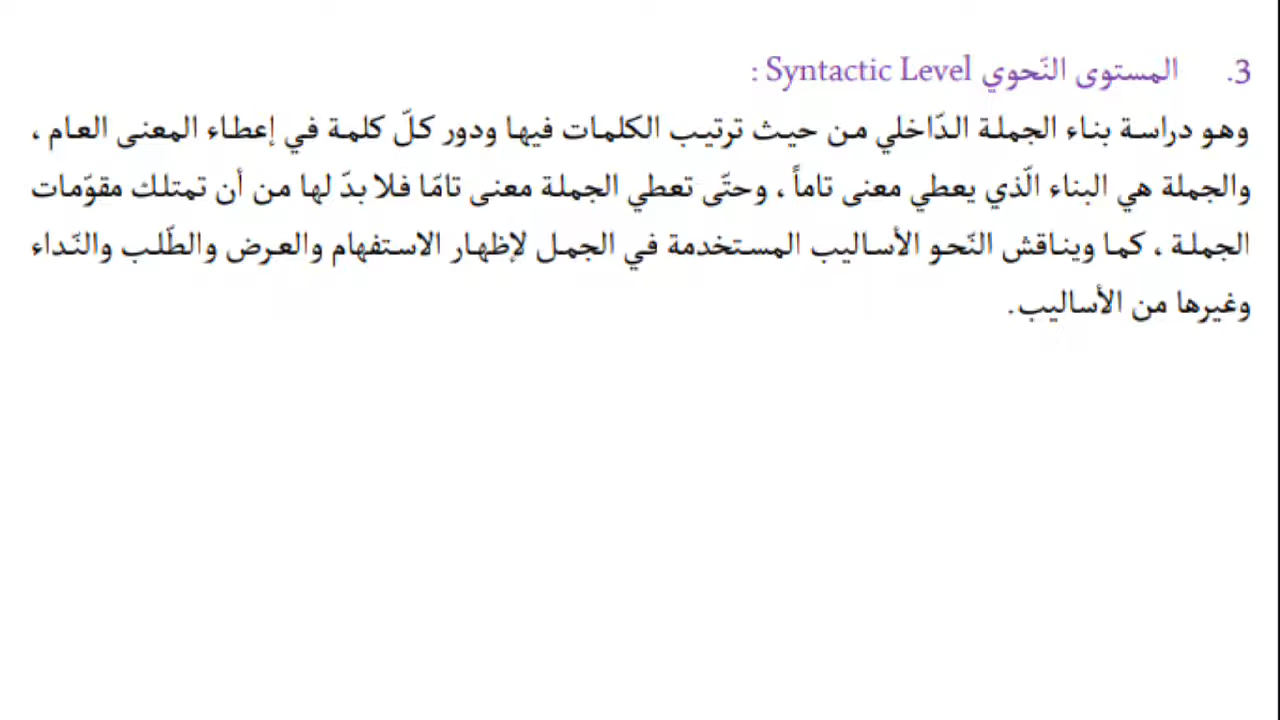 3. المستوى النّحوي Syntactic Level :
وهو دراسة بناء الجملة الدّاخلي من حيث ترتيب الكلمات فيها ودور كلّ كلمة في إعطاء المعنى العام ،
والجملة هي البناء الّذي يعطي معنى تاماً ، وحتّى تعطي الجملة معنى تامّا فلا بدّ لها من أن تمتلك مقوّمات
الجملة ، كما ويناقش النّحو الأساليب المستخدمة في الجمل لإظهار الاستفهام والعرض والطّلب والنّداء
وغيرها من الأساليب.